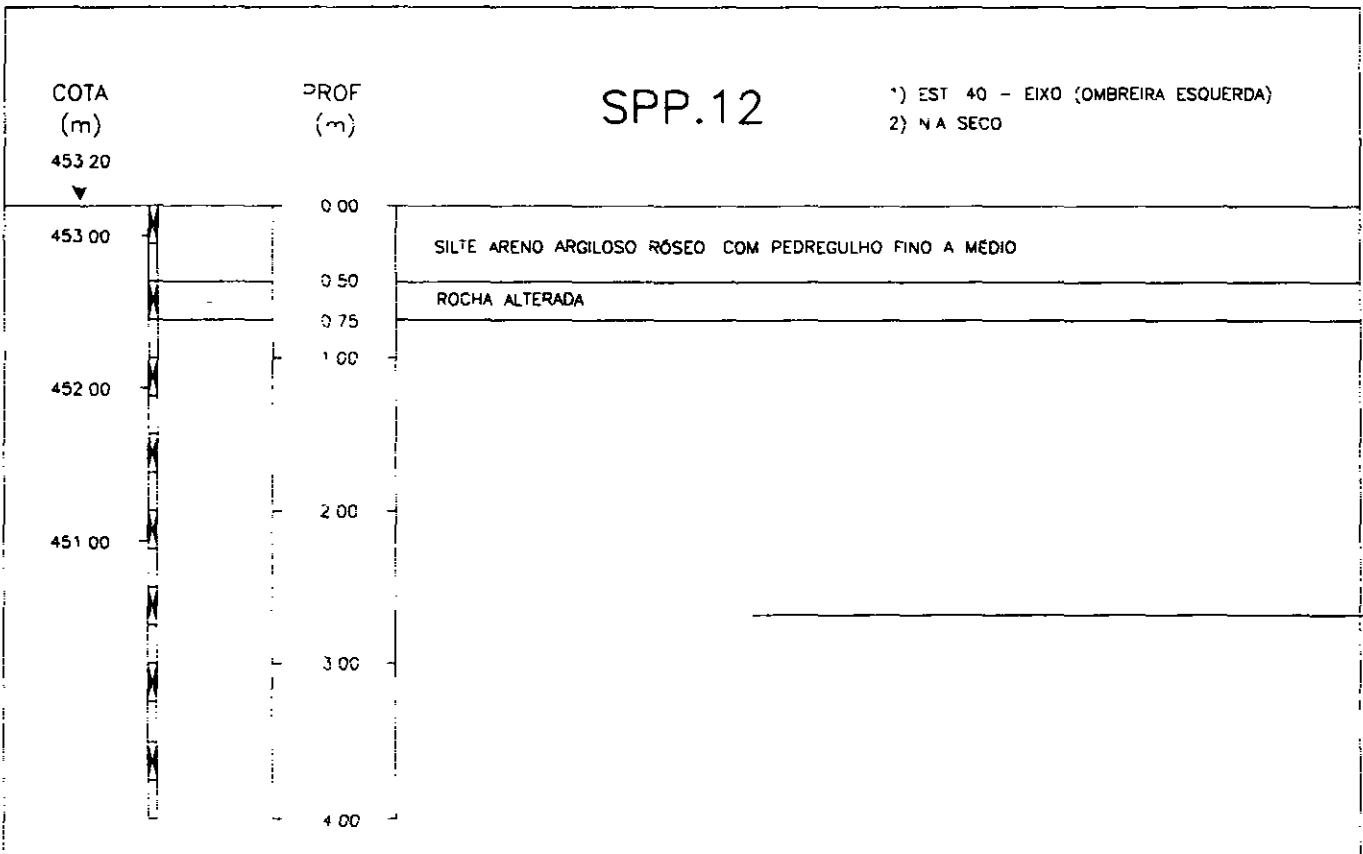 COTA
(m)
453 20
PROF
(m)
SPP.12
1) EST 40 - EIXO (OMBREIRA ESQUERDA)
2) N A SECO
0 00
453 00
SILTE ARENO ARGILOSO RÓSEO COM PEDREGULHO FINO A MÉDIO
0 50
ROCHA ALTERADA
0 75
1 00
452 00
2 00
451 00
3 00
4 00